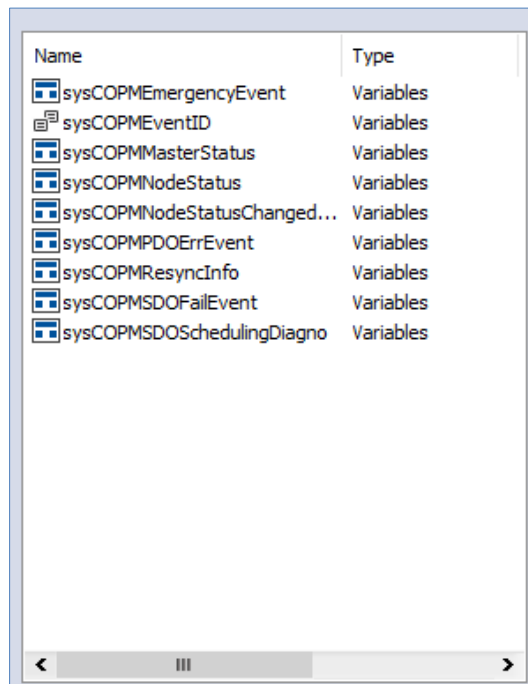 Name Type
sysCOPMEmergencyEvent Variables
sysCOPMEventID Variables
sysCOPMMasterStatus Variables
sysCOPMNodeStatus Variables
sysCOPMNodeStatusChanged... Variables
sysCOPMPDOErrEvent Variables
sysCOPMResyncInfo Variables
sysCOPMSDOFailEvent Variables
sysCOPMSDOSchedulingDiagno Variables